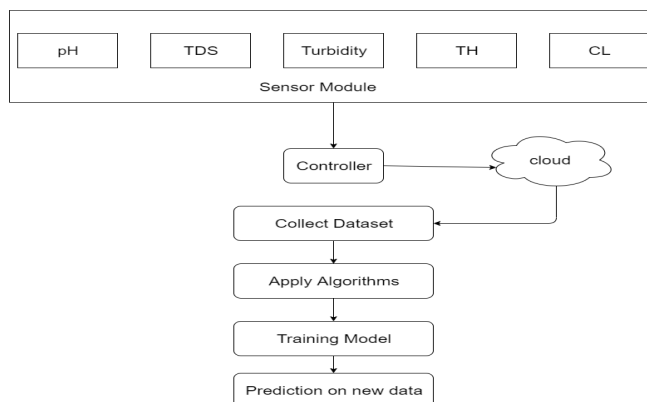 pH TDS Turbidity TH CL
Sensor Module
Controller
cloud
Collect Dataset
Apply Algorithms
Training Model
Prediction on new data